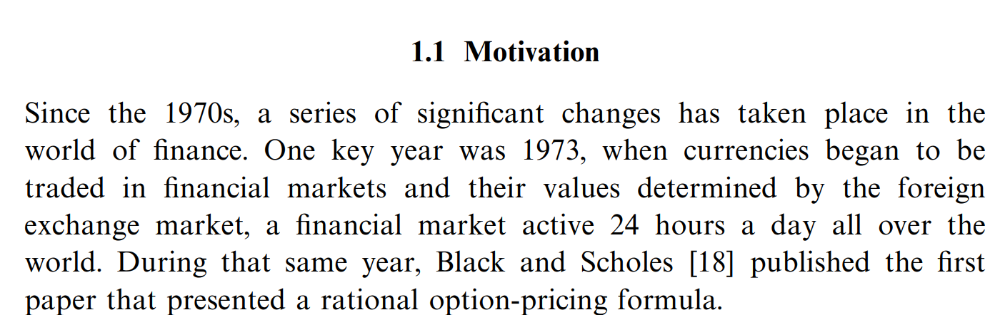 1.1 Motivation
Since the 1970s, a series of significant changes has taken place in the
world of finance. One key year was 1973, when currencies began to be
traded in financial markets and their values determined by the foreign
exchange market, a financial market active 24 hours a day all over the
world. During that same year, Black and Scholes [18] published the first
paper that presented a rational option-pricing formula.